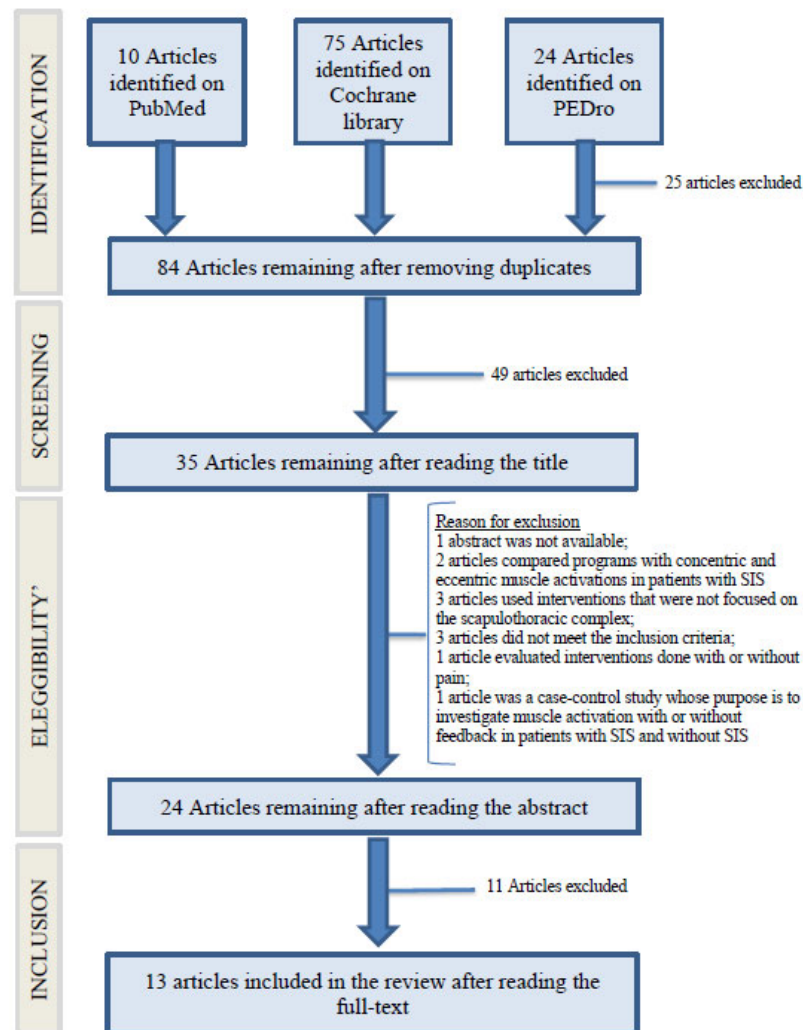 IDENTIFICATION
10 Articles
identified on
PubMed
75 Articles
identified on
Cochrane
library
24 Articles
identified on
PEDro
25 articles excluded
84 Articles remaining after removing duplicates
SCREENING
49 articles excluded
35 Articles remaining after reading the title
ELEGGIBILITY'
Reason for exclusion
1 abstract was not available;
2 articles compared programs with concentric and
eccentric muscle activations in patients with SIS
3 articles used interventions that were not focused on
the scapulothoracic complex;
3 articles did not meet the inclusion criteria;
1 article evaluated interventions done with or without
pain;
1 article was a case-control study whose purpose is to
investigate muscle activation with or without
feedback in patients with SIS and without SIS
24 Articles remaining after reading the abstract
INCLUSION
11 Articles excluded
13 articles included in the review after reading the
full-text